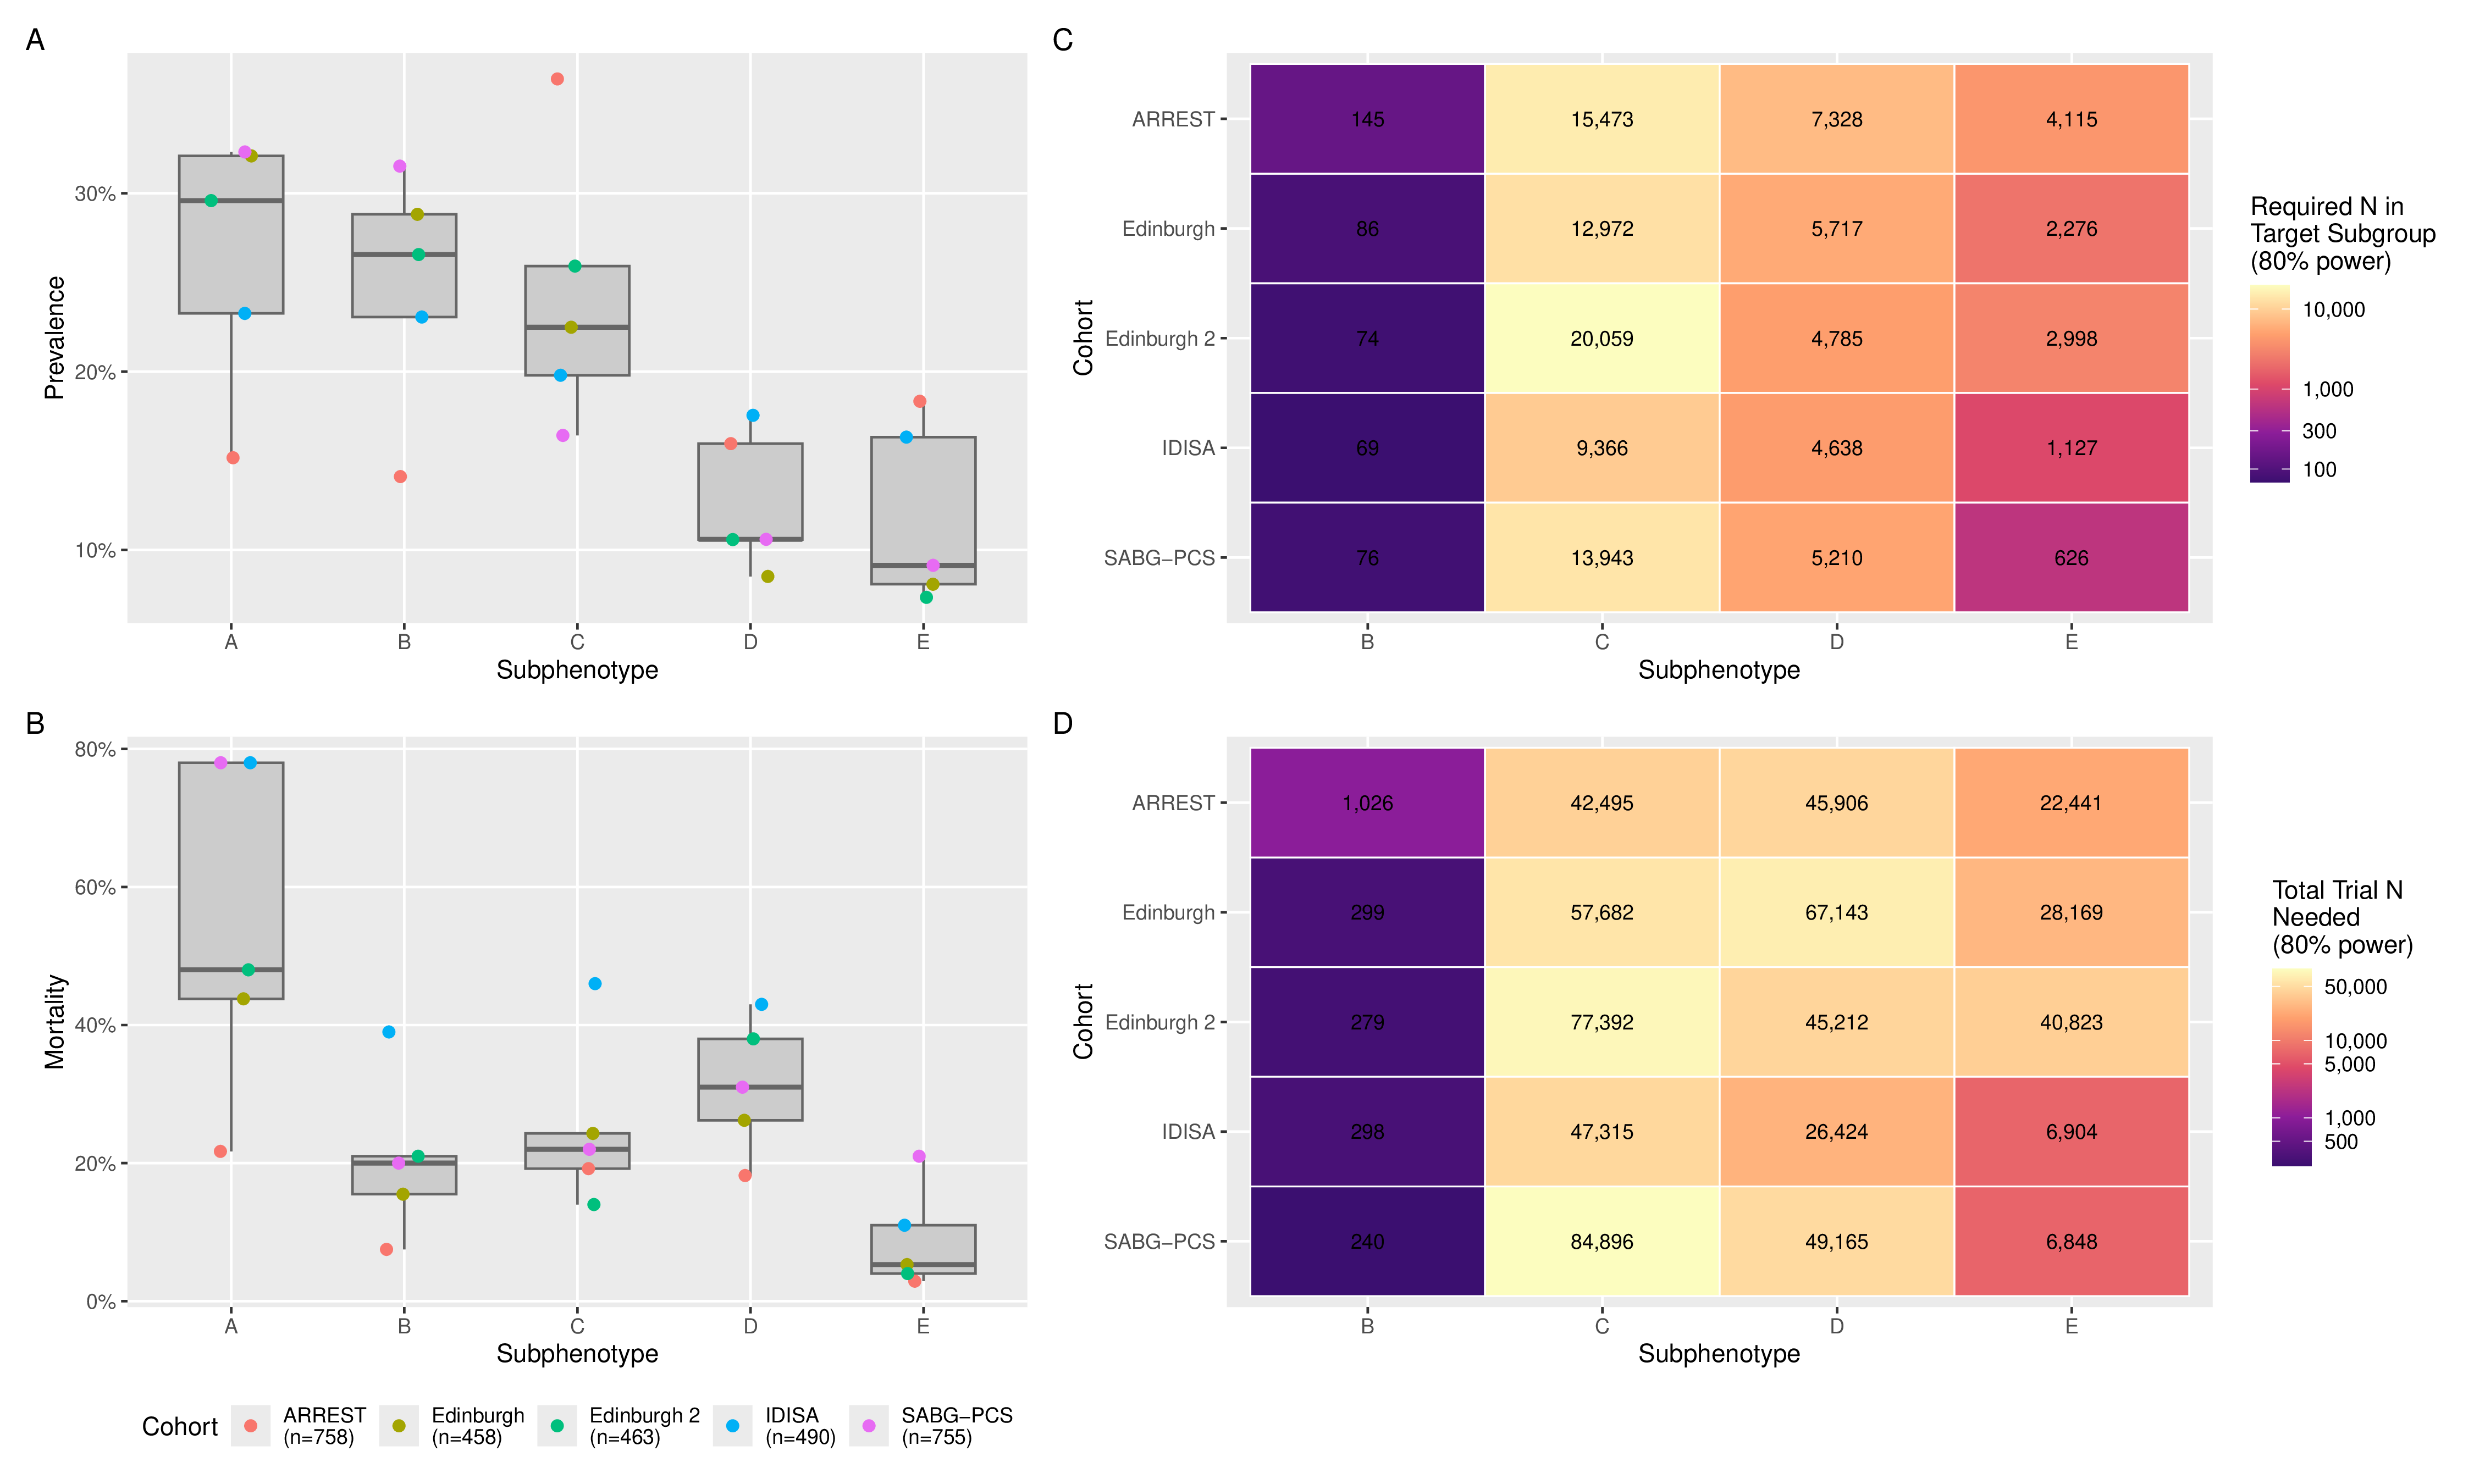 A
Prevalence
30%
20%
10%
A B C D E
Subphenotype
B
Mortality
80%
60%
40%
20%
0%
A B C D E
Subphenotype
Cohort
ARREST
(n=758)
Edinburgh
(n=458)
Edinburgh 2
(n=463)
IDISA
(n=490)
SABG−PCS
(n=755)
C
Cohort
ARREST 145 15,473 7,328 4,115
Edinburgh 86 12,972 5,717 2,276
Edinburgh 2 74 20,059 4,785 2,998
IDISA 69 9,366 4,638 1,127
SABG−PCS 76 13,943 5,210 626
B C D E
Subphenotype
Required N in
Target Subgroup
(80% power)
10,000
1,000
300
100
D
Cohort
ARREST 1,026 42,495 45,906 22,441
Edinburgh 299 57,682 67,143 28,169
Edinburgh 2 279 77,392 45,212 40,823
IDISA 298 47,315 26,424 6,904
SABG−PCS 240 84,896 49,165 6,848
B C D E
Subphenotype
Total Trial N
Needed
(80% power)
50,000
10,000
5,000
1,000
500